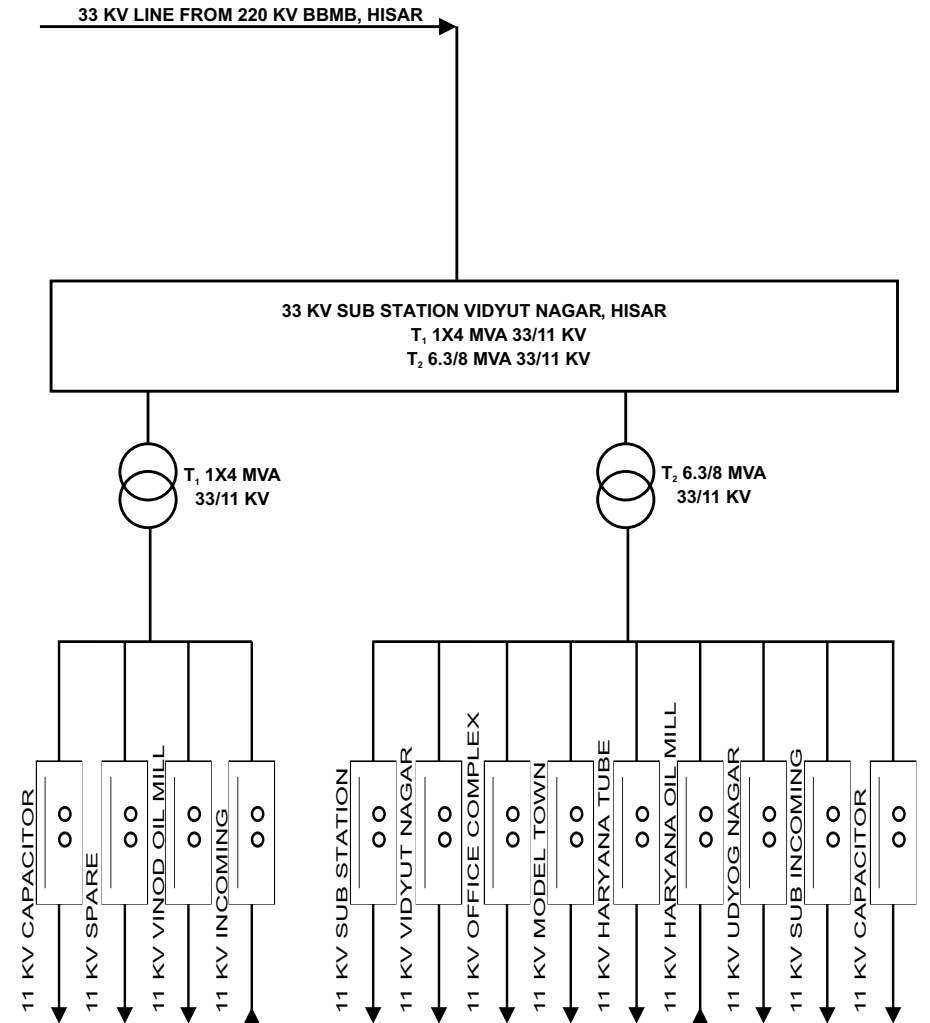 33 KV LINE FROM 220 KV BBMB, HISAR
33 KV SUB STATION VIDYUT NAGAR, HISAR
T₁ 1X4 MVA 33/11 KV
T₂ 6.3/8 MVA 33/11 KV
T₁ 1X4 MVA
33/11 KV
T₂ 6.3/8 MVA
33/11 KV
11 KV CAPACITOR
11 KV SPARE
11 KV VINOD OIL MILL
11 KV INCOMING
11 KV SUB STATION
11 KV VIDYUT NAGAR
11 KV OFFICE COMPLEX
11 KV MODEL TOWN
11 KV HARYANA TUBE
11 KV HARYANA OIL MILL
11 KV UDYOG NAGAR
11 KV SUB INCOMING
11 KV CAPACITOR